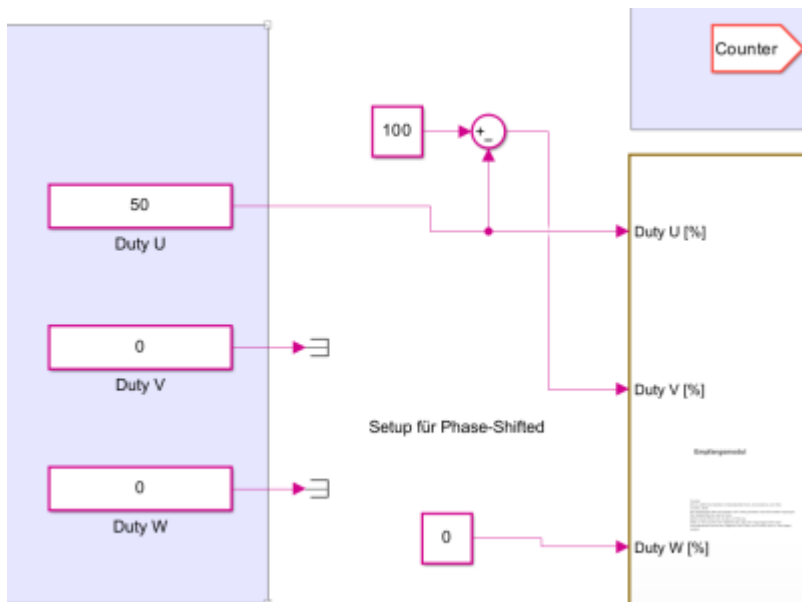 Counter
100
+
-
50
Duty U
Duty U [%]
0
Duty V
Duty V [%]
Setup für Phase-Shifted
Empfangsmodul
0
Duty W
0
Duty W [%]